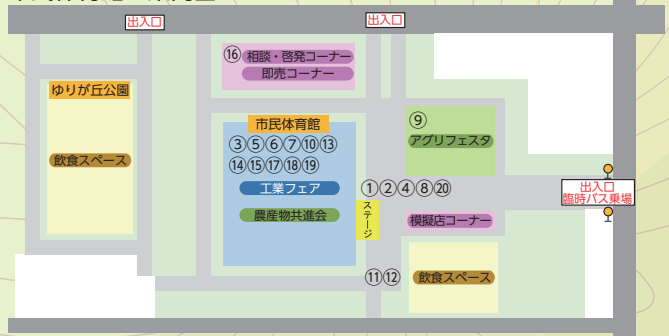 出入口
出入口
⑯ 相談・啓発コーナー
即売コーナー
ゆりが丘公園
飲食スペース
市民体育館
③⑤⑥⑦⑩⑬
⑭⑮⑰⑱⑲
工業フェア
農産物共進会
⑨
アグリフェスタ
①②④⑧⑳
ステージ
模擬店コーナー
出入口
臨時バス乗場
⑪⑫
飲食スペース